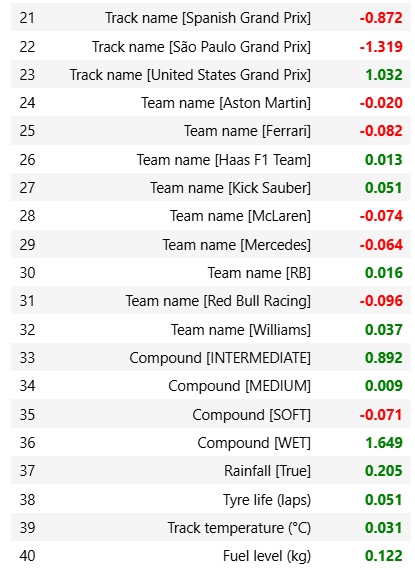 21 Track name [Spanish Grand Prix] -0.872
22 Track name [São Paulo Grand Prix] -1.319
23 Track name [United States Grand Prix] 1.032
24 Team name [Aston Martin] -0.020
25 Team name [Ferrari] -0.082
26 Team name [Haas F1 Team] 0.013
27 Team name [Kick Sauber] 0.051
28 Team name [McLaren] -0.074
29 Team name [Mercedes] -0.064
30 Team name [RB] 0.016
31 Team name [Red Bull Racing] -0.096
32 Team name [Williams] 0.037
33 Compound [INTERMEDIATE] 0.892
34 Compound [MEDIUM] 0.009
35 Compound [SOFT] -0.071
36 Compound [WET] 1.649
37 Rainfall [True] 0.205
38 Tyre life (laps) 0.051
39 Track temperature (°C) 0.031
40 Fuel level (kg) 0.122